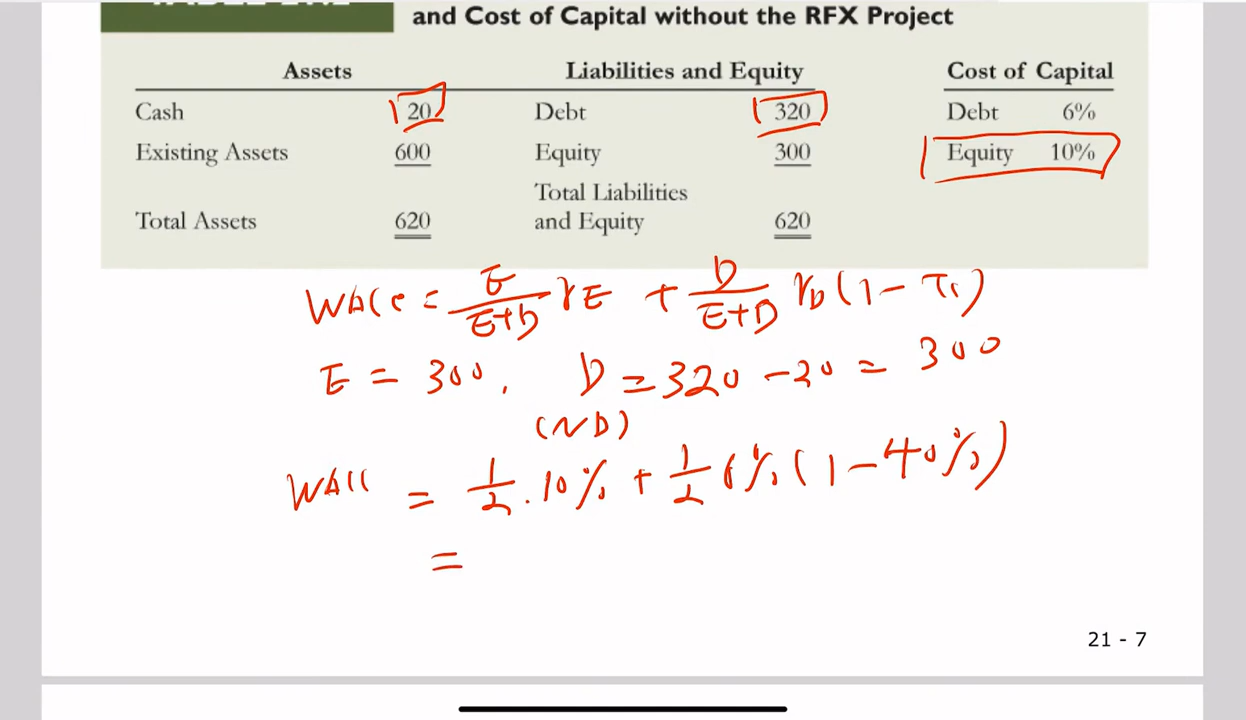 and Cost of Capital without the RFX Project
Assets Liabilities and Equity Cost of Capital
Cash 20 Debt 320 Debt 6%
Existing Assets 600 Equity 300 Equity 10%
Total Liabilities
Total Assets 620 and Equity 620
WACC = E/(E+D) rE + D/(E+D) rD (1 - Tc)
E = 300, D = 320 - 20 = 300
(ND)
WACC = 1/2 . 10% + 1/2 6% (1 - 40%)
=
21 - 7